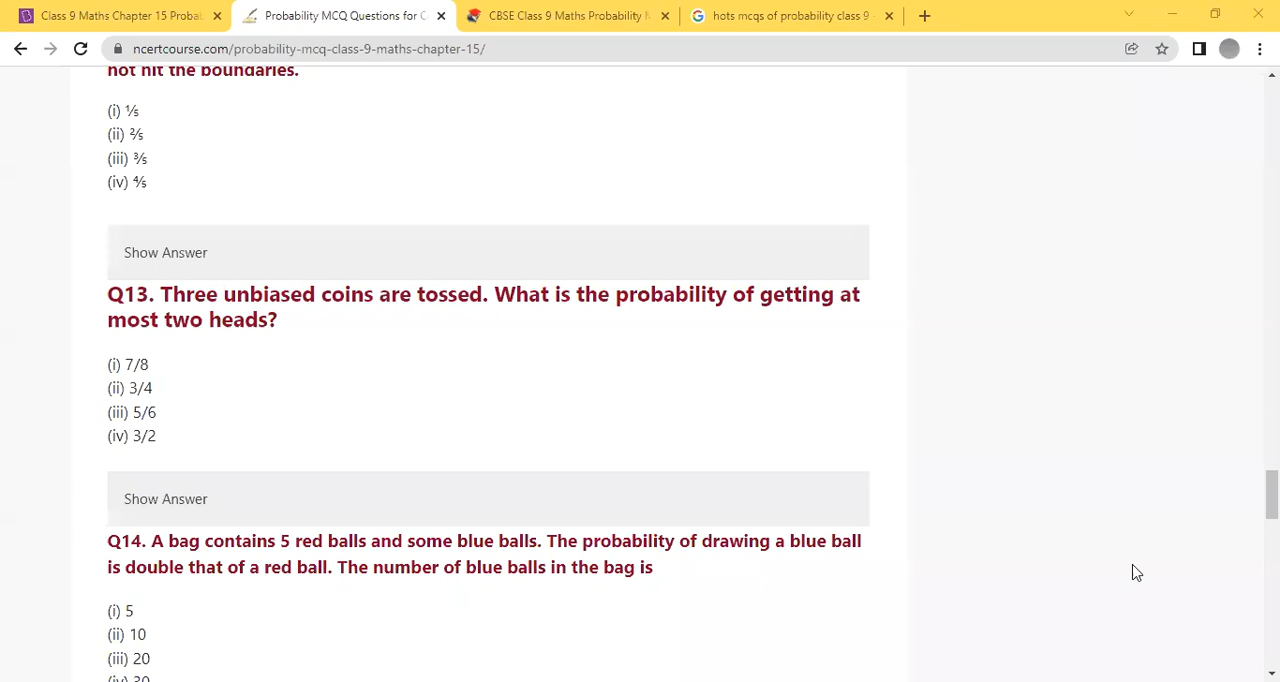 Class 9 Maths Chapter 15 Probab
Probability MCQ Questions for C
CBSE Class 9 Maths Probability M
hots mcqs of probability class 9 -
ncertcourse.com/probability-mcq-class-9-maths-chapter-15/
not hit the boundaries.
(i) ⅕
(ii) ⅖
(iii) ⅗
(iv) ⅘
Show Answer
Q13. Three unbiased coins are tossed. What is the probability of getting at
most two heads?
(i) 7/8
(ii) 3/4
(iii) 5/6
(iv) 3/2
Show Answer
Q14. A bag contains 5 red balls and some blue balls. The probability of drawing a blue ball
is double that of a red ball. The number of blue balls in the bag is
(i) 5
(ii) 10
(iii) 20
(iv) 30